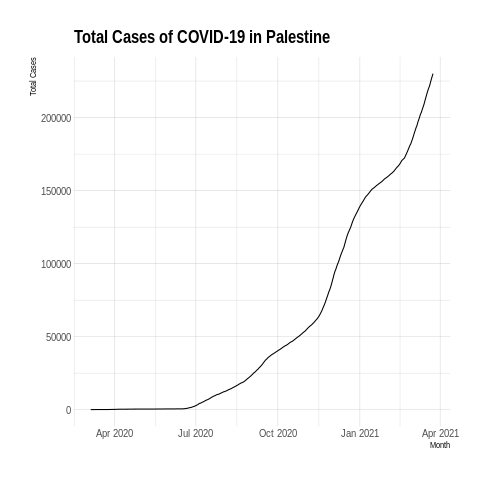 Total Cases of COVID-19 in Palestine
Total Cases
200000
150000
100000
50000
0
Apr 2020 Jul 2020 Oct 2020 Jan 2021 Apr 2021
Month